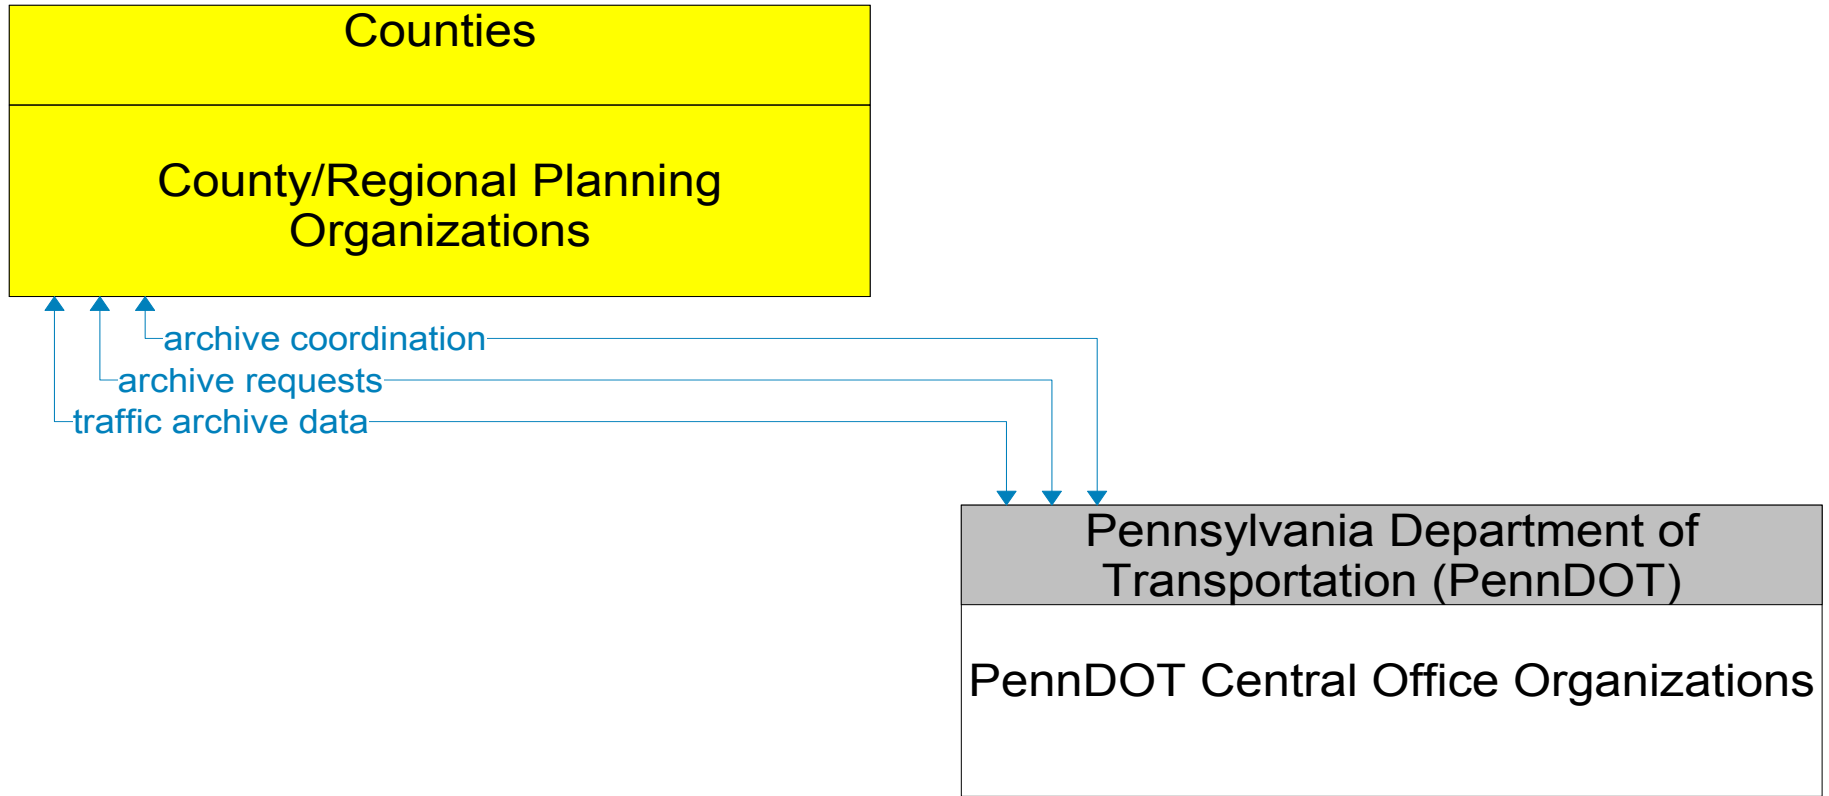 Counties
County/Regional Planning
Organizations
archive coordination
archive requests
traffic archive data
Pennsylvania Department of
Transportation (PennDOT)
PennDOT Central Office Organizations